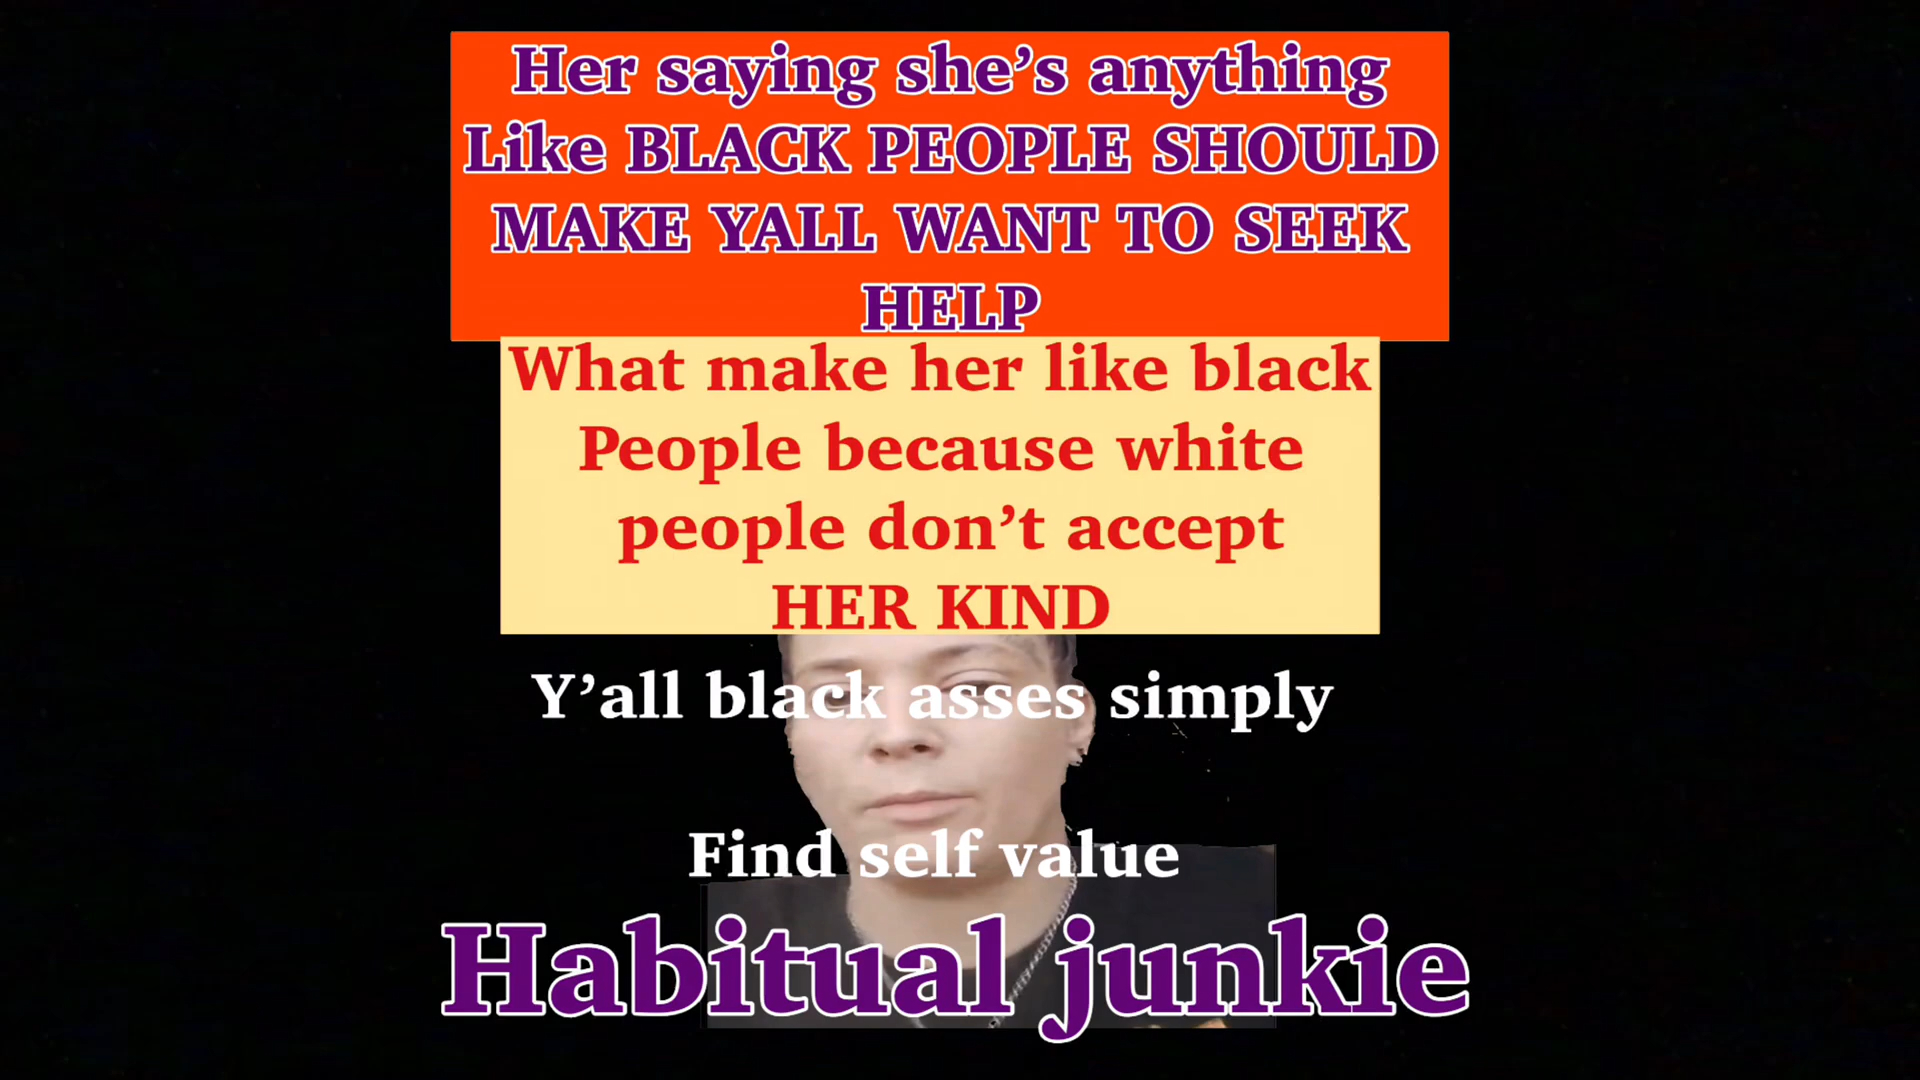 Her saying she’s anything
Like BLACK PEOPLE SHOULD
MAKE YALL WANT TO SEEK
HELP
What make her like black
People because white
people don’t accept
HER KIND
Y’all black asses simply
Find self value
Habitual junkie